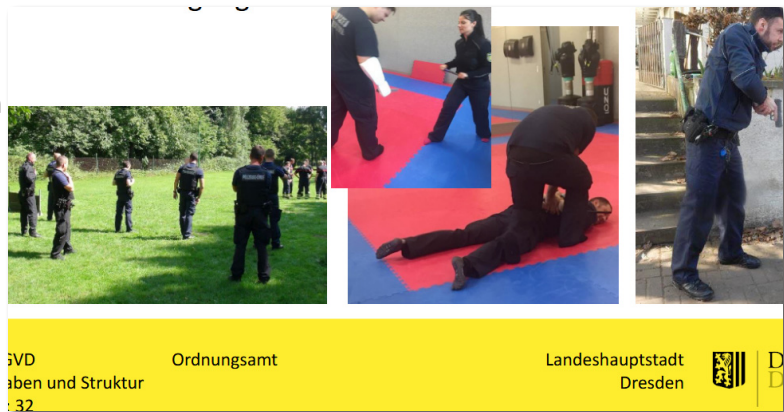 GVD
Ordnungsamt
Landeshauptstadt
aben und Struktur
Dresden
: 32